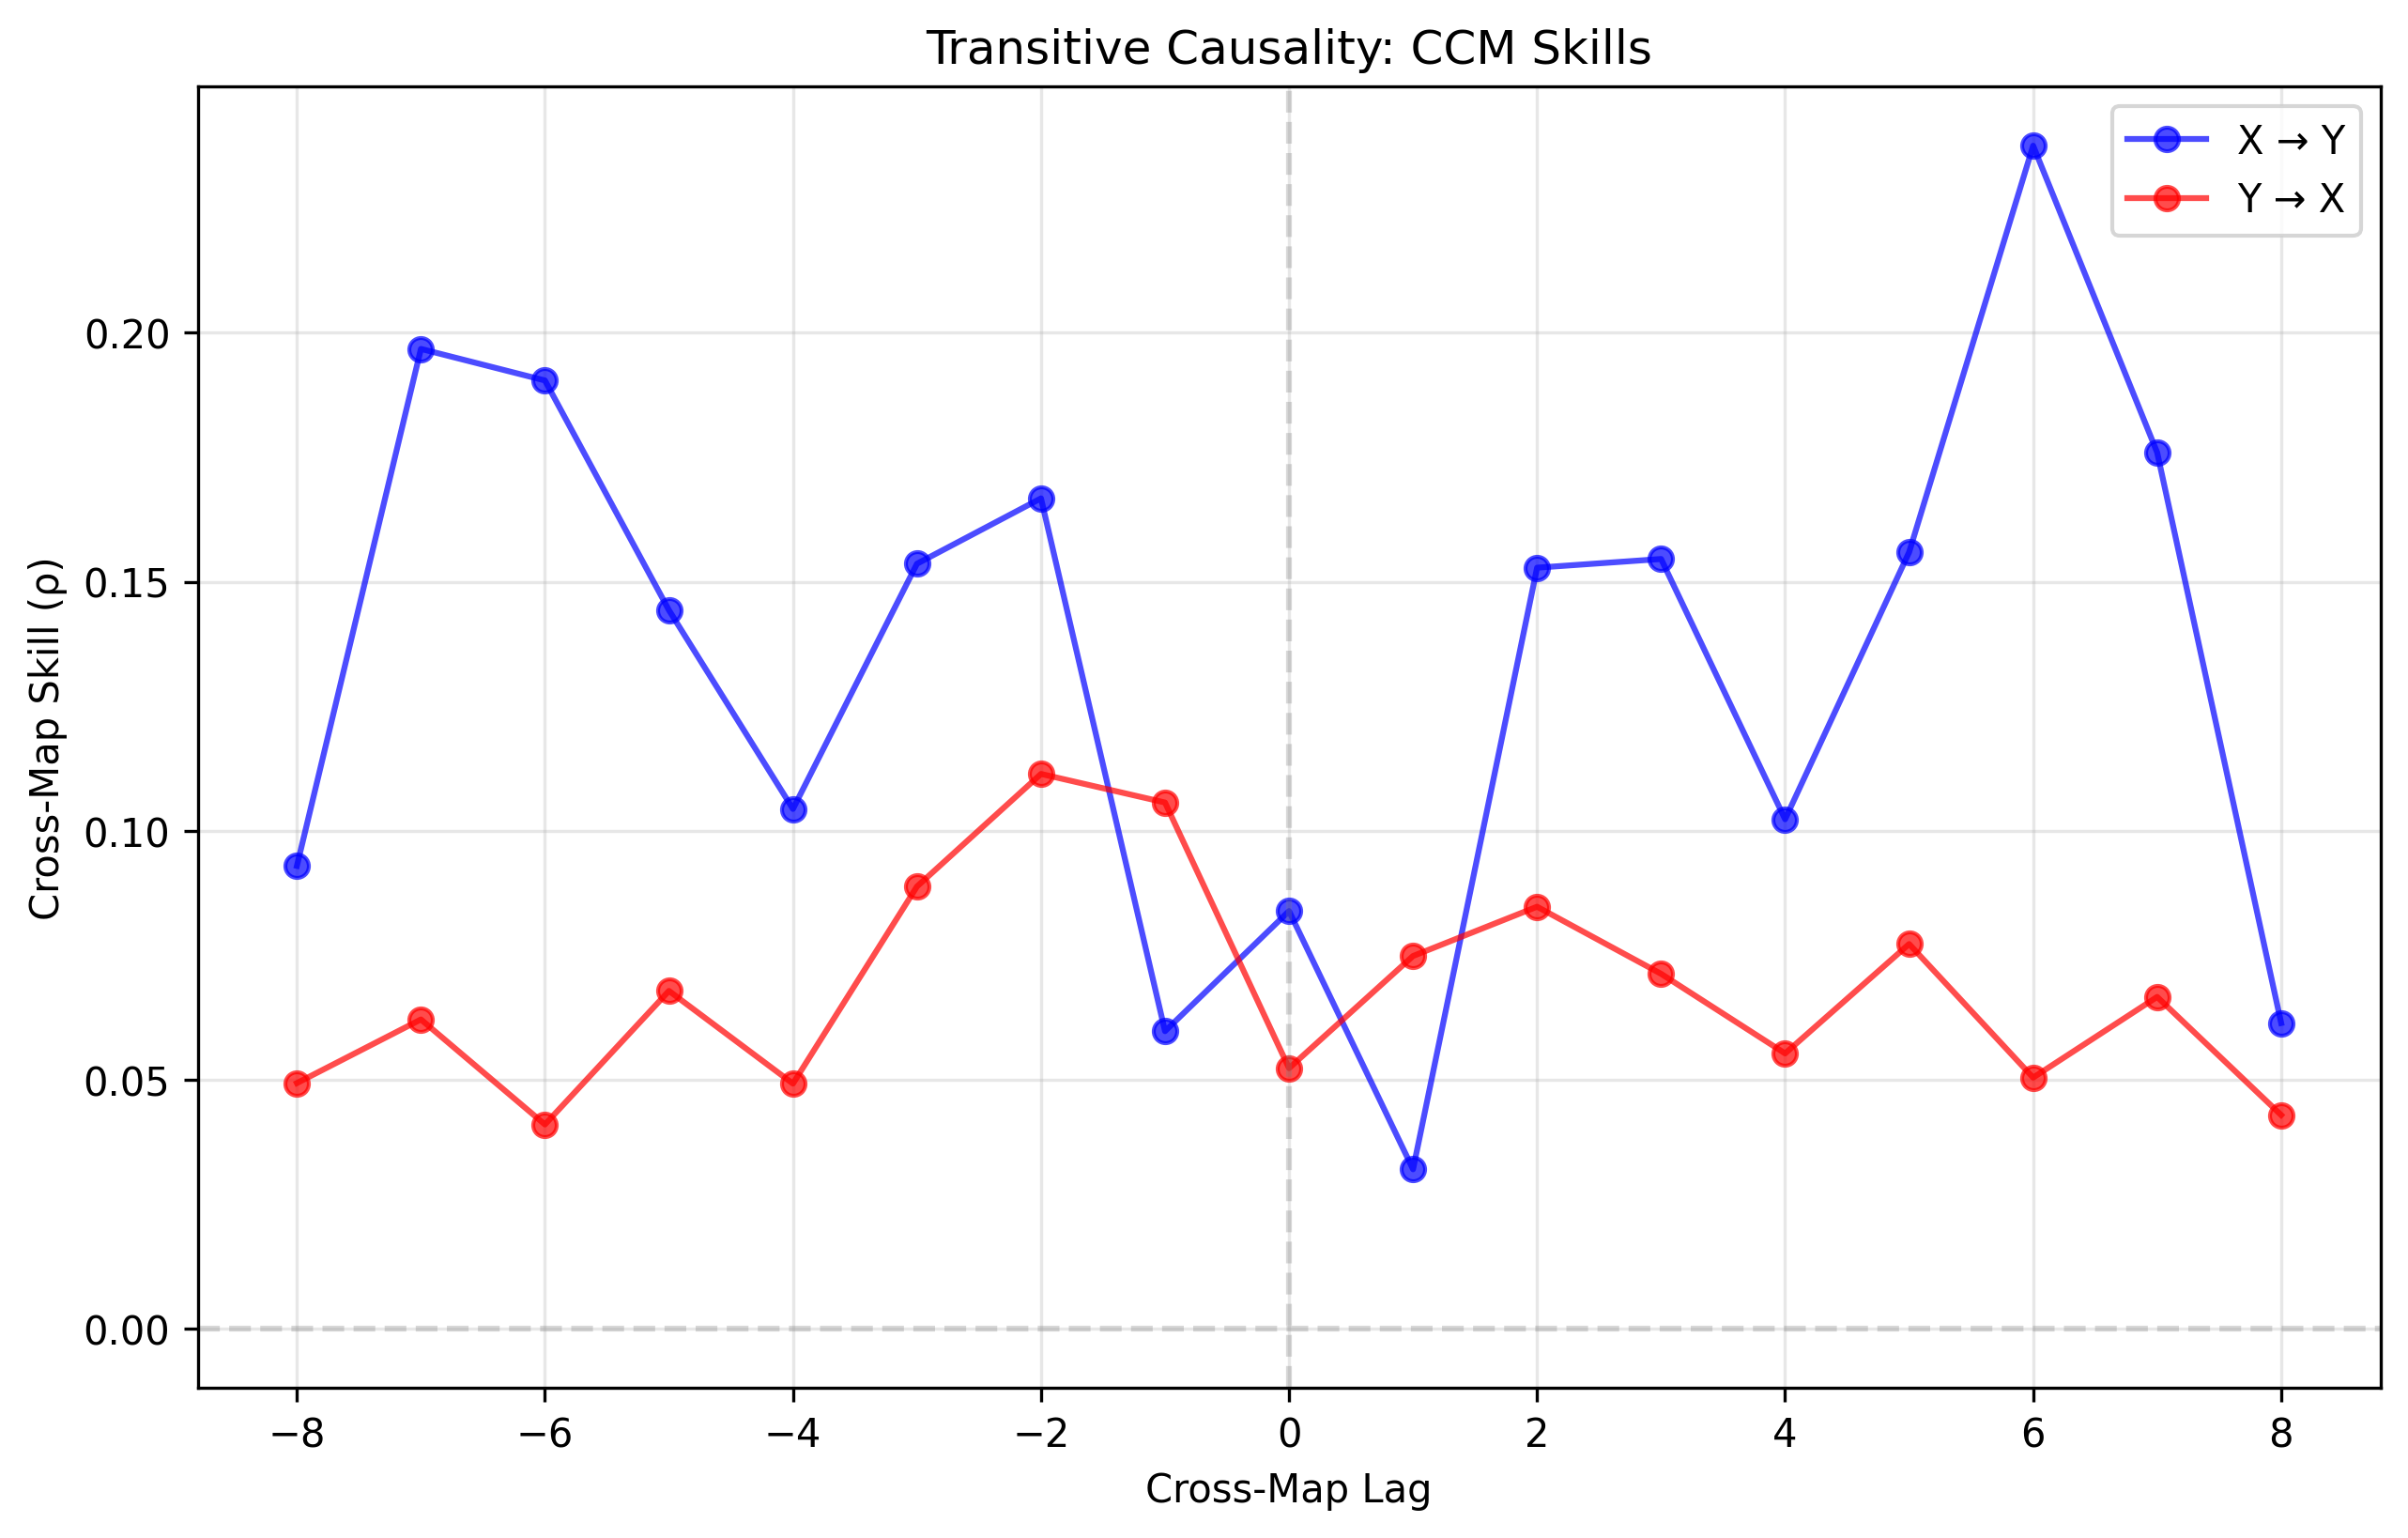 Transitive Causality: CCM Skills
X → Y
Y → X
Cross-Map Skill (ρ)
0.20
0.15
0.10
0.05
0.00
−8 −6 −4 −2 0 2 4 6 8
Cross-Map Lag